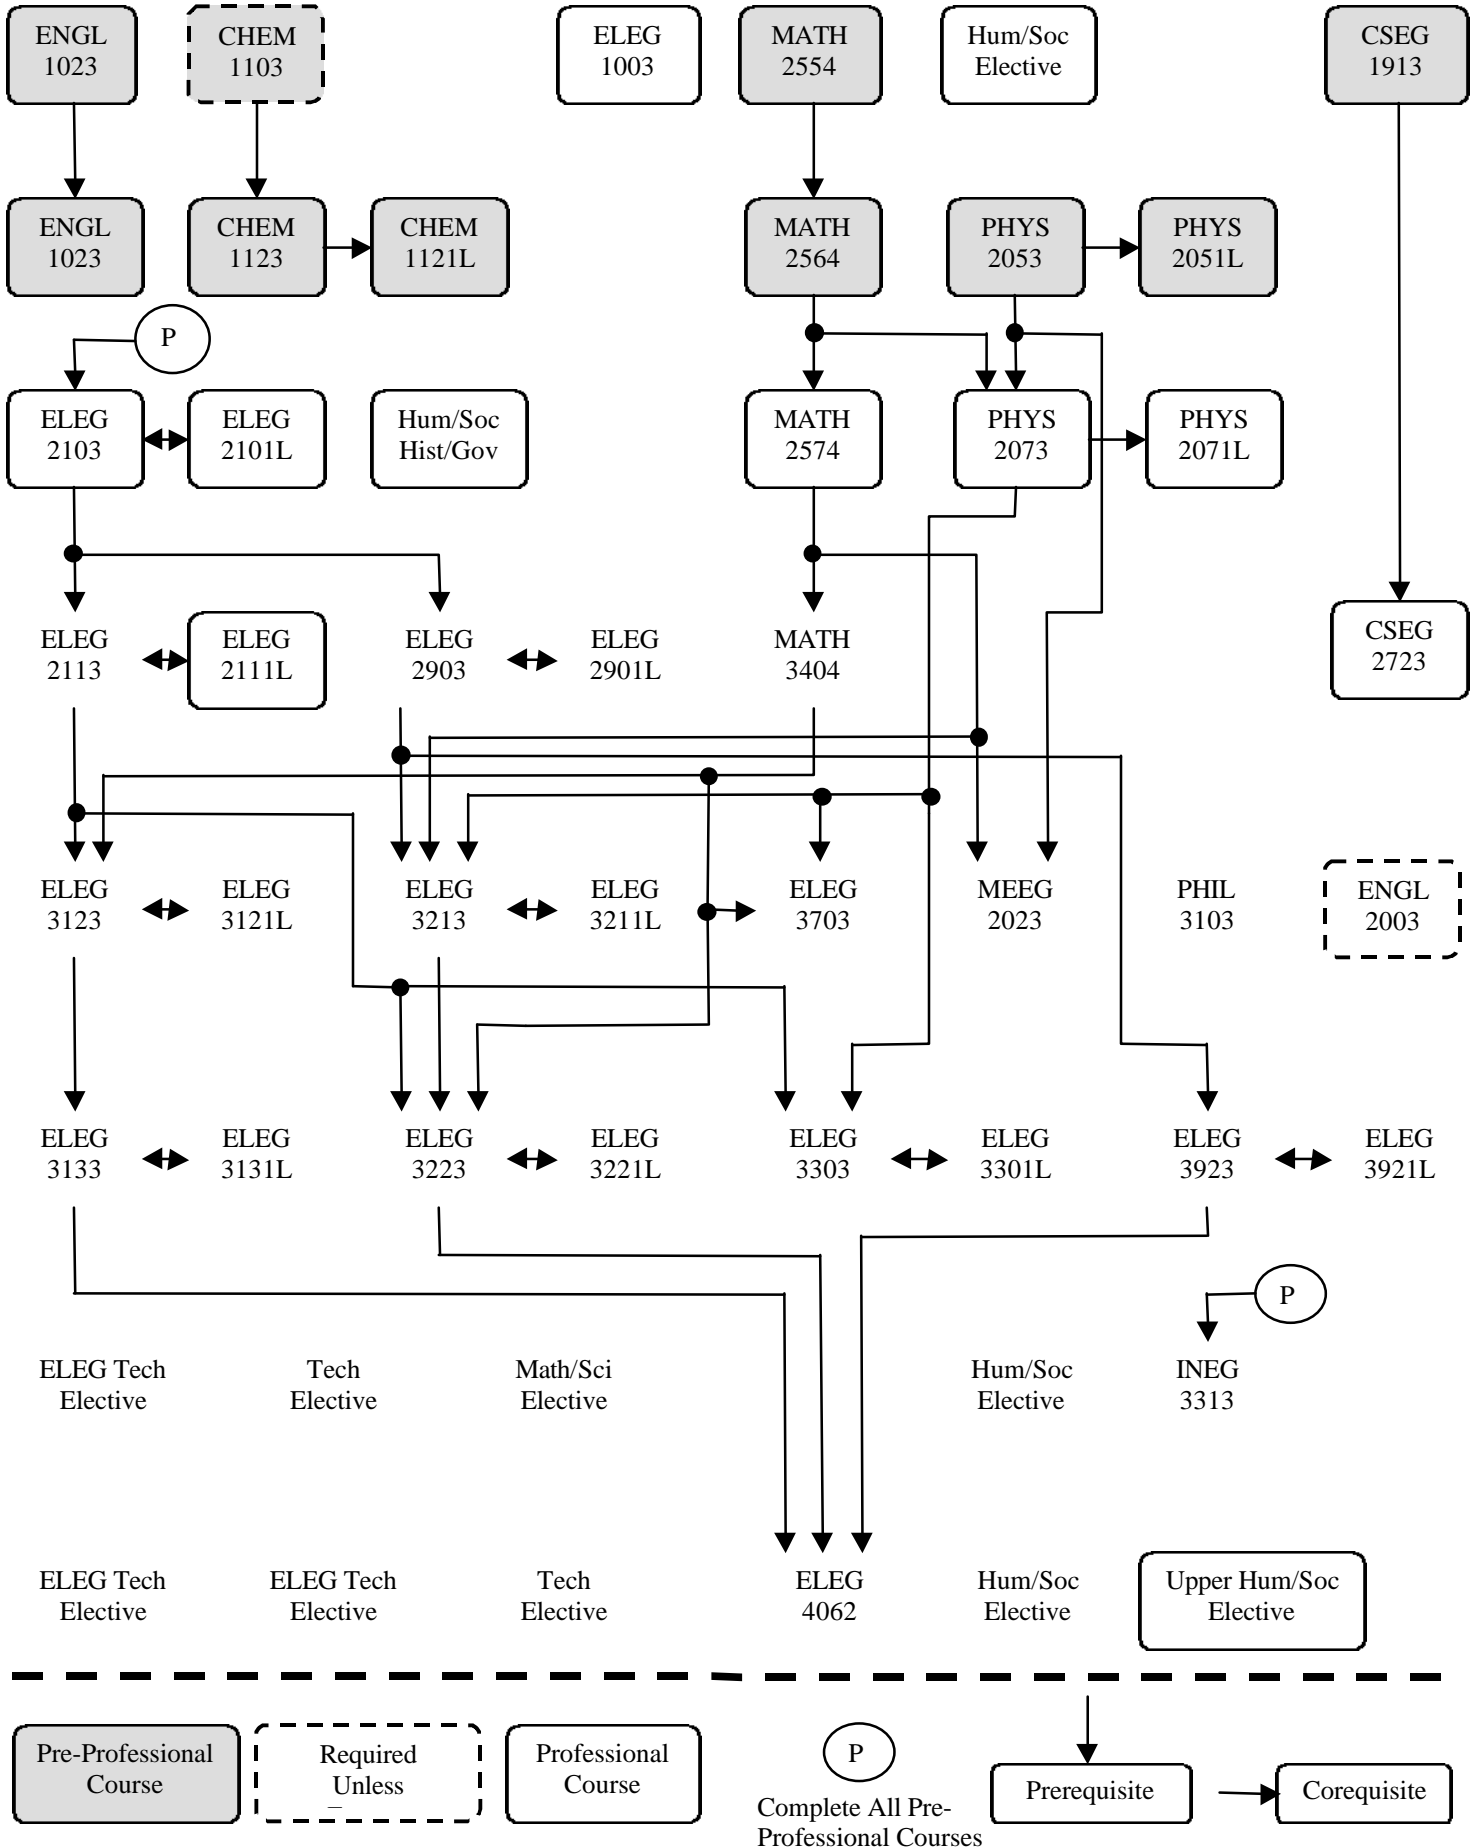 ENGL
1023
CHEM
1103
ELEG
1003
MATH
2554
Hum/Soc
Elective
CSEG
1913
ENGL
1023
CHEM
1123
CHEM
1121L
MATH
2564
PHYS
2053
PHYS
2051L
P
ELEG
2103
ELEG
2101L
Hum/Soc
Hist/Gov
MATH
2574
PHYS
2073
PHYS
2071L
ELEG
2113
ELEG
2111L
ELEG
2903
ELEG
2901L
MATH
3404
CSEG
2723
ELEG
3123
ELEG
3121L
ELEG
3213
ELEG
3211L
ELEG
3703
MEEG
2023
PHIL
3103
ENGL
2003
ELEG
3133
ELEG
3131L
ELEG
3223
ELEG
3221L
ELEG
3303
ELEG
3301L
ELEG
3923
ELEG
3921L
P
ELEG Tech
Elective
Tech
Elective
Math/Sci
Elective
Hum/Soc
Elective
INEG
3313
ELEG Tech
Elective
ELEG Tech
Elective
Tech
Elective
ELEG
4062
Hum/Soc
Elective
Upper Hum/Soc
Elective
Pre-Professional
Course
Required
Unless
Professional
Course
P
Complete All Pre-
Professional Courses
Prerequisite
Corequisite